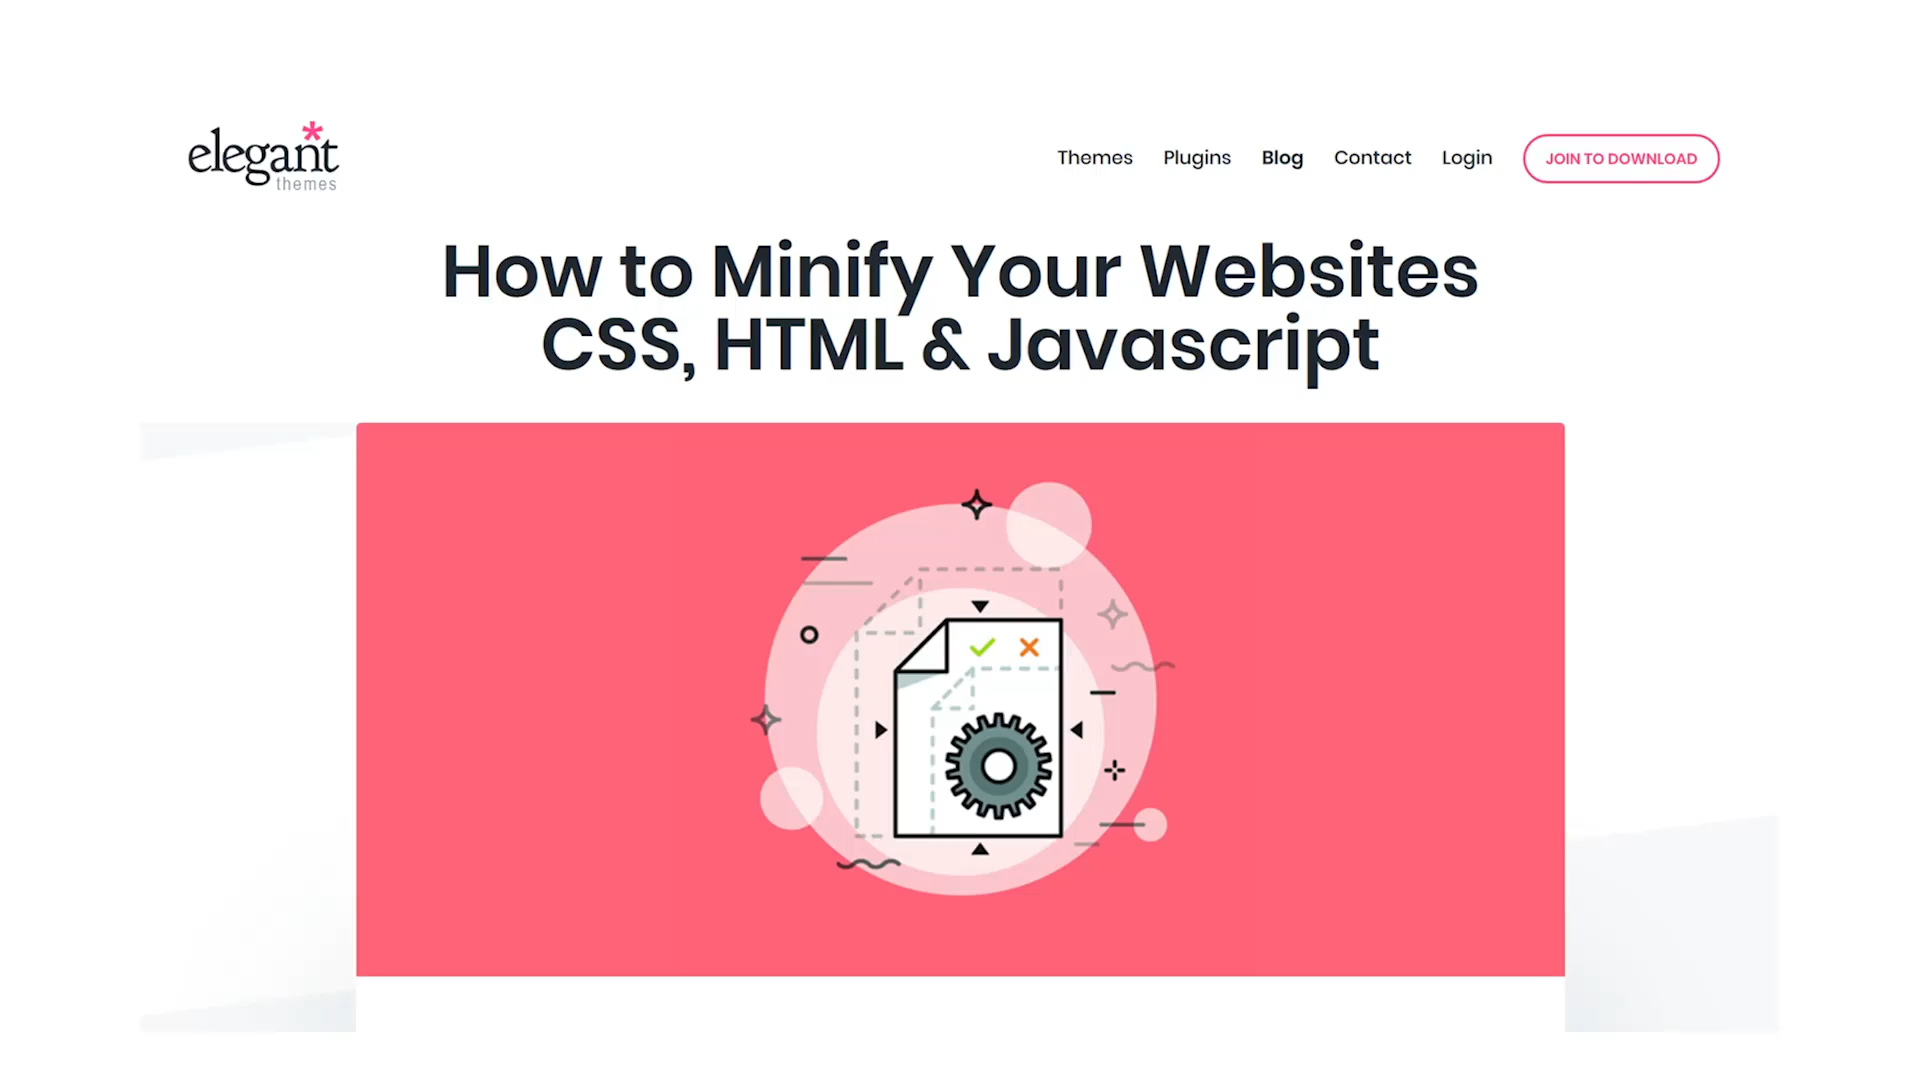 elegant
themes
Themes Plugins Blog Contact Login JOIN TO DOWNLOAD
How to Minify Your Websites
CSS, HTML & Javascript